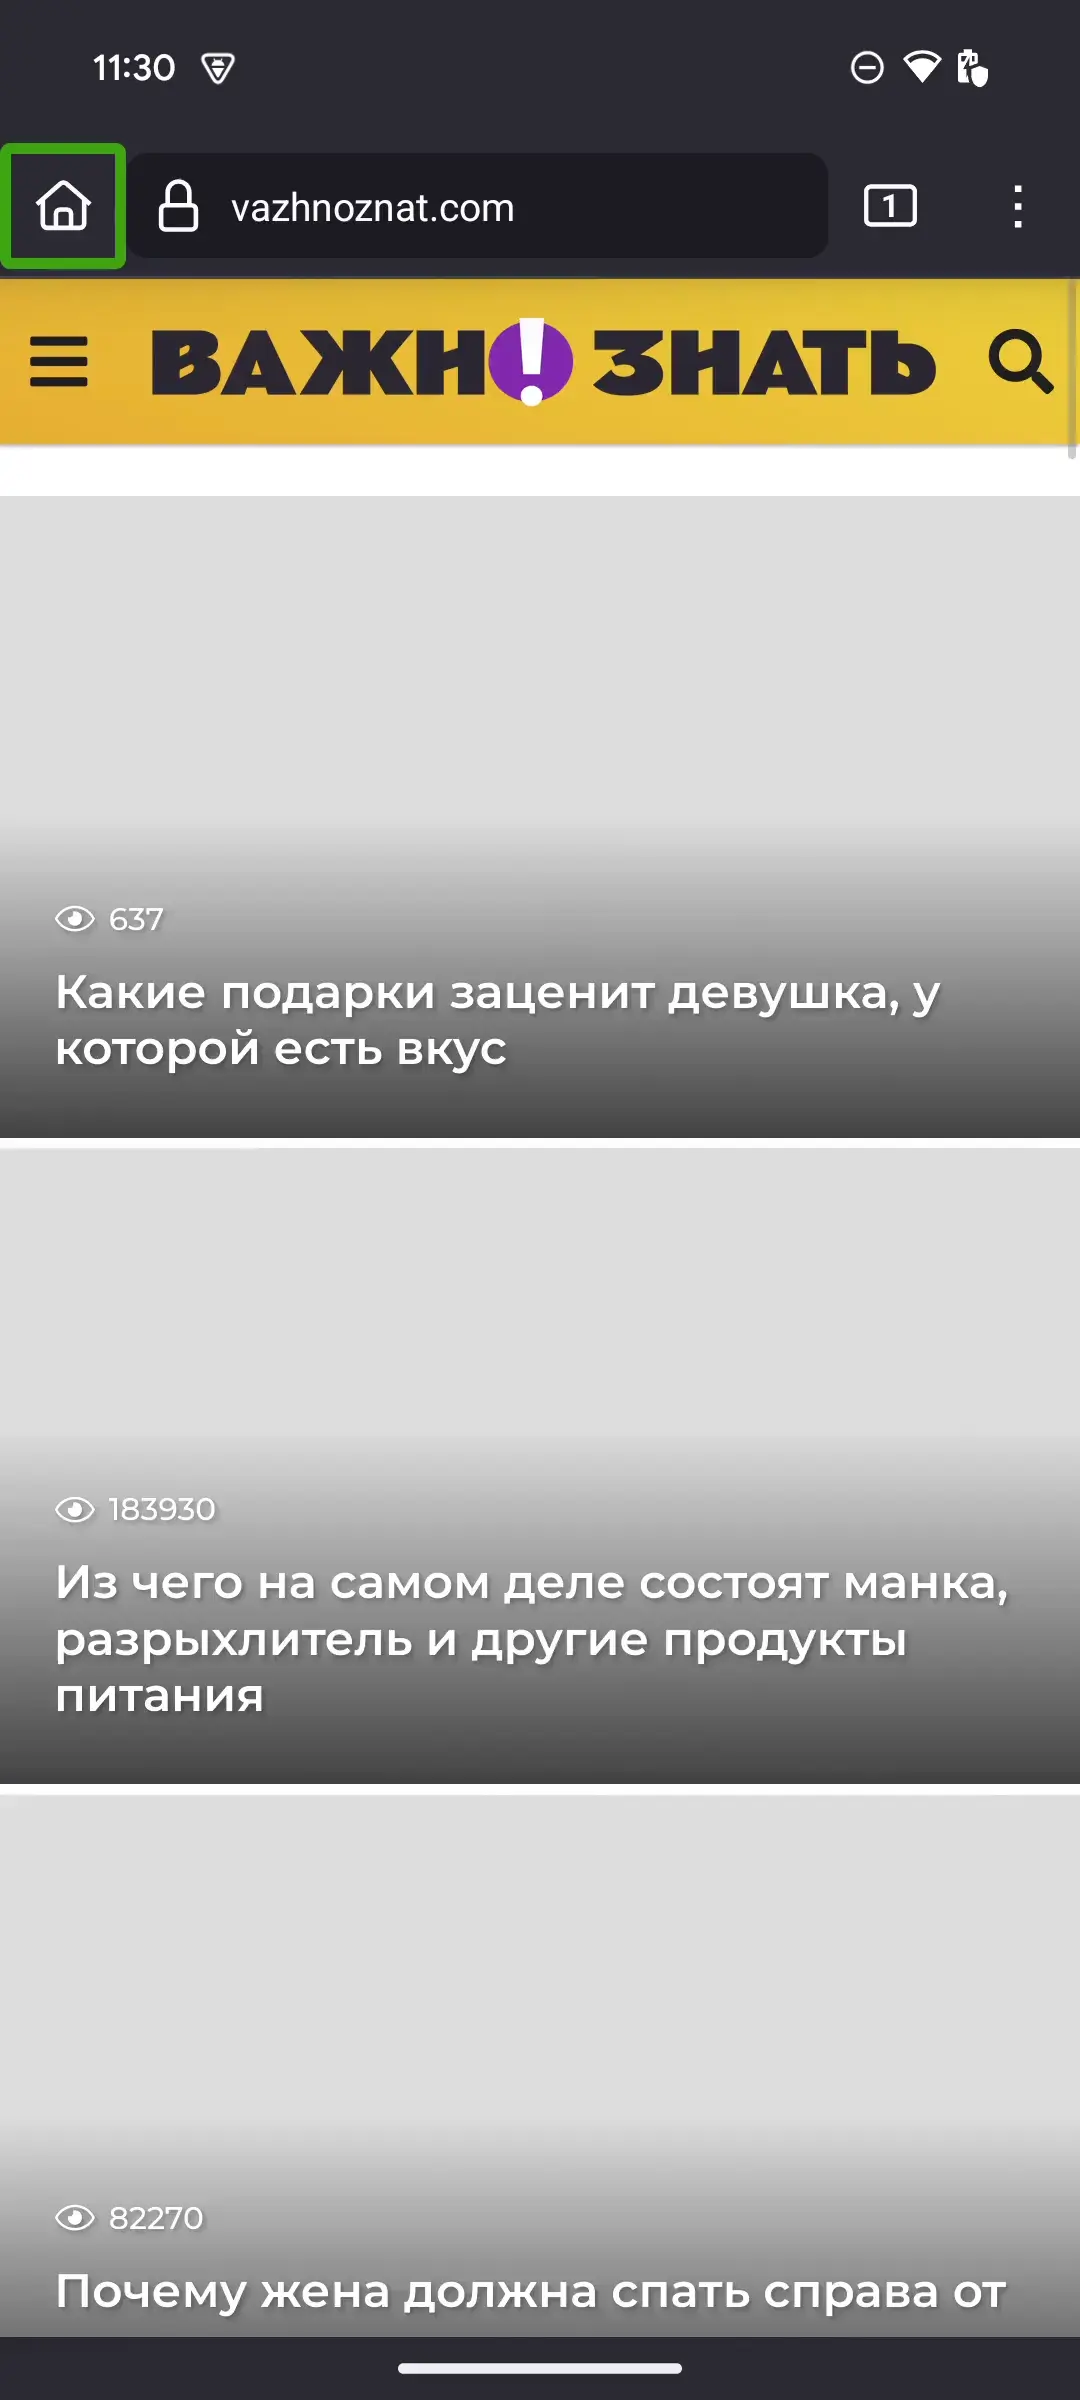 11:30
vazhnoznat.com
1
ВАЖН! ЗНАТЬ
637
Какие подарки заценит девушка, у
которой есть вкус
183930
Из чего на самом деле состоят манка,
разрыхлитель и другие продукты
питания
82270
Почему жена должна спать справа от